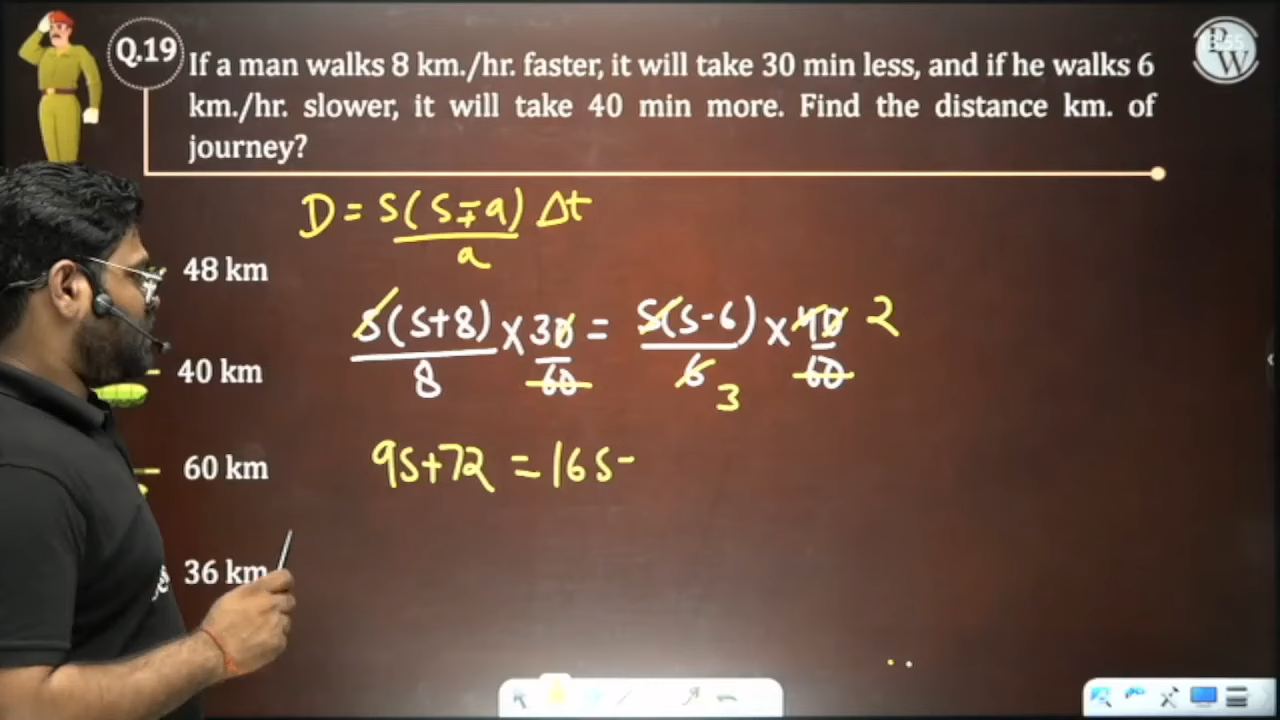 Q.19
If a man walks 8 km./hr. faster, it will take 30 min less, and if he walks 6
km./hr. slower, it will take 40 min more. Find the distance km. of
journey?
PW
D = S(S∓a)/a Δt
48 km
S(S+8)/8 × 30/60 = S(S-6)/6 × 40/60 2
3
40 km
9S+72 = 16S-
60 km
36 km